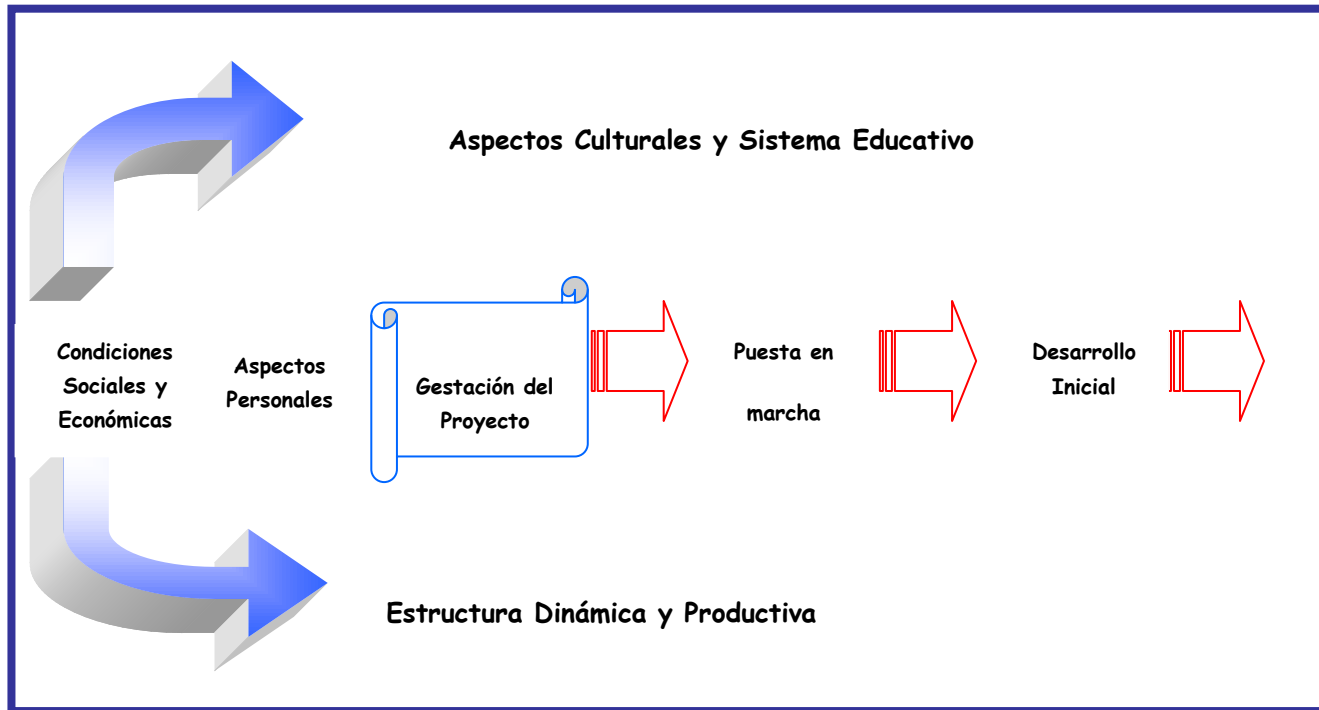 Aspectos Culturales y Sistema Educativo
Condiciones
Sociales y
Económicas
Aspectos
Personales
Gestación del
Proyecto
Puesta en
marcha
Desarrollo
Inicial
Estructura Dinámica y Productiva